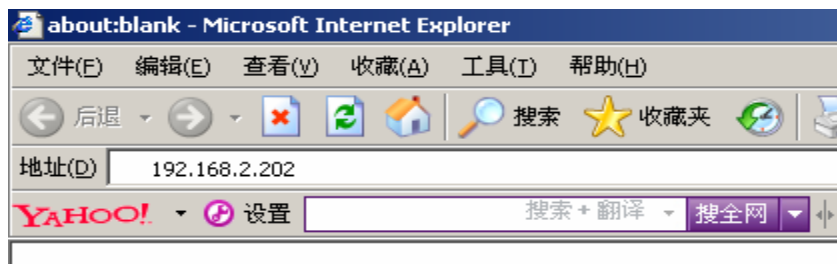 about:blank - Microsoft Internet Explorer
文件(F) 编辑(E) 查看(V) 收藏(A) 工具(T) 帮助(H)
后退 搜索 收藏夹
地址(D) 192.168.2.202
YAHOO! 设置 搜索+翻译 搜全网